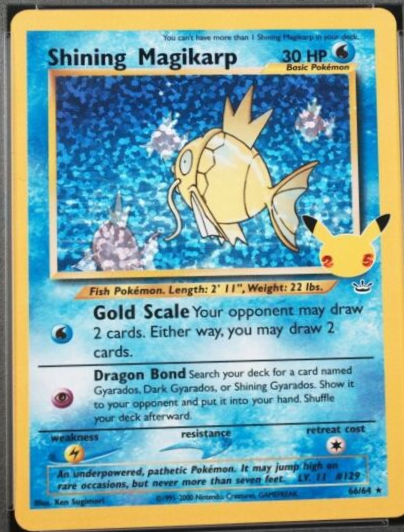 You can't have more than 1 Shining Magikarp in your deck.
Shining Magikarp 30 HP
Basic Pokémon
25
Fish Pokémon. Length: 2' 11", Weight: 22 lbs.
Gold Scale Your opponent may draw
2 cards. Either way, you may draw 2
cards.
Dragon Bond Search your deck for a card named
Gyarados, Dark Gyarados, or Shining Gyarados. Show it
to your opponent and put it into your hand. Shuffle
your deck afterward.
weakness resistance retreat cost
An underpowered, pathetic Pokémon. It may jump high on
rare occasions, but never more than seven feet. LV. 11 #129
Illus. Ken Sugimori ©1995-2000 Nintendo Creatures, GAMEFREAK. 66/64 ★